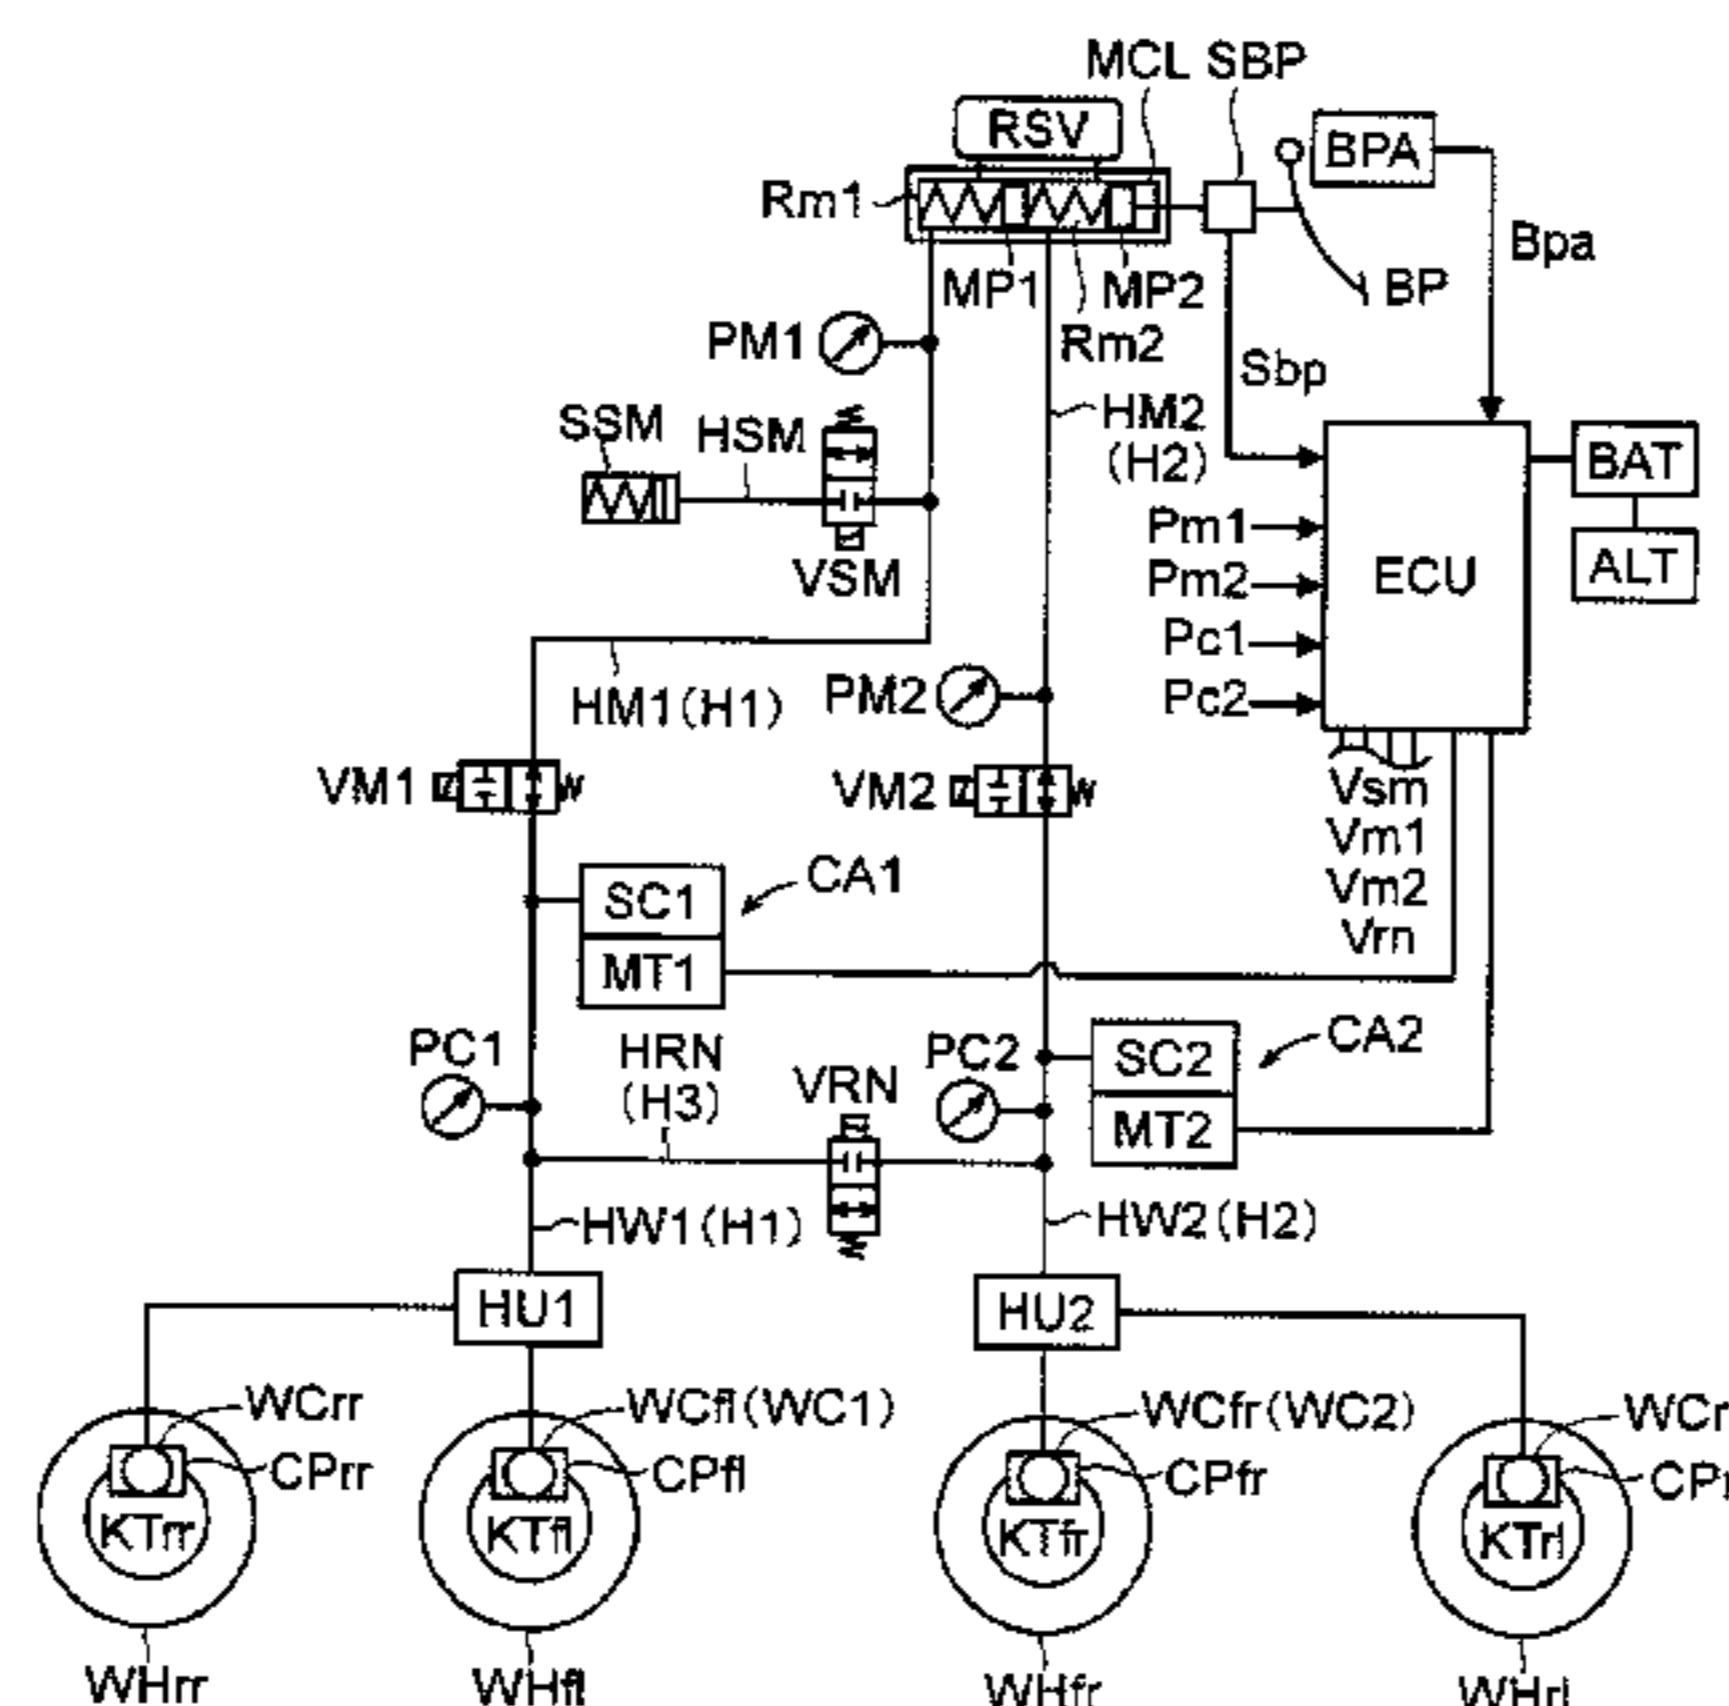 MCL SBP
RSV
BPA
Rm1
Bpa
MP1
MP2
BP
PM1
Rm2
Sbp
SSM
HSM
HM2
(H2)
BAT
Pm1
VSM
Pm2
ECU
ALT
Pc1
HM1(H1)
PM2
Pc2
VM1
VM2
Vsm
Vm1
Vm2
Vrn
SC1
CA1
MT1
PC1
HRN
(H3)
VRN
PC2
SC2
CA2
MT2
HW1(H1)
HW2(H2)
HU1
HU2
WCrr
WCfl(WC1)
WCfr(WC2)
WCr
CPrr
CPfl
CPfr
CPr
KTrr
KTfl
KTfr
KTrl
WHrr
WHfl
WHfr
WHrl